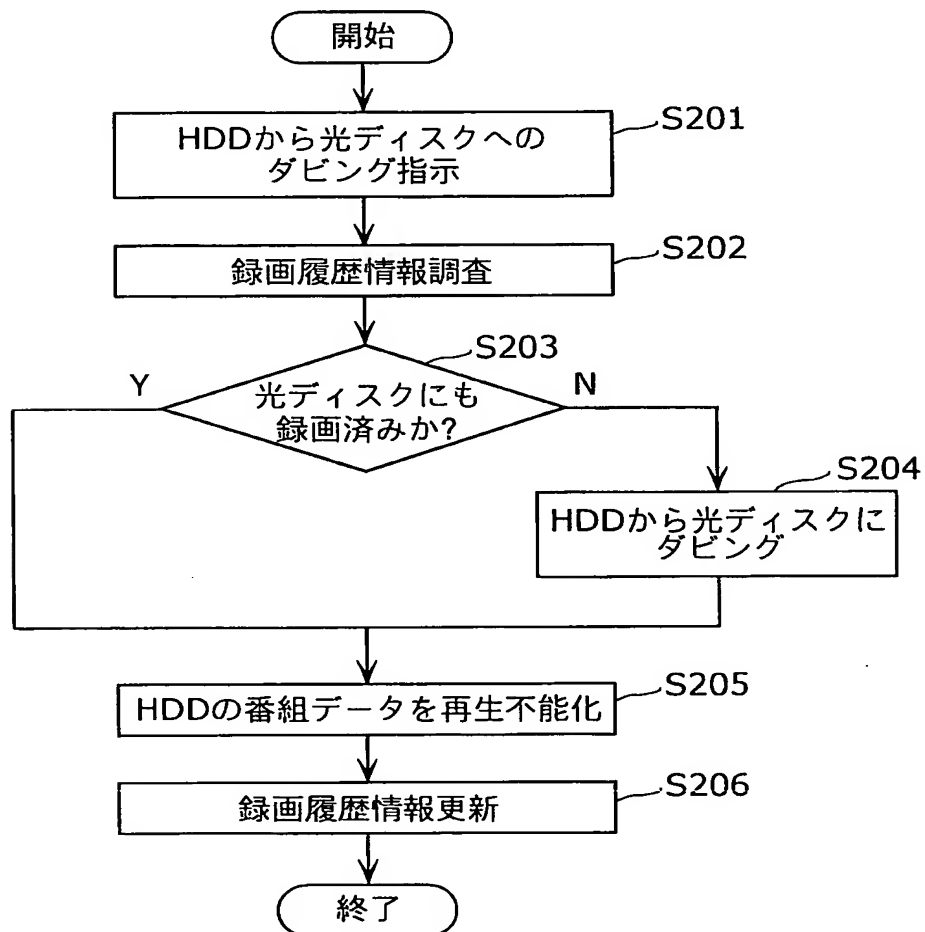 開始
HDDから光ディスクへの
ダビング指示
S201
録画履歴情報調査
S202
S203
光ディスクにも
録画済みか?
Y
N
S204
HDDから光ディスクに
ダビング
HDDの番組データを再生不能化
S205
録画履歴情報更新
S206
終了